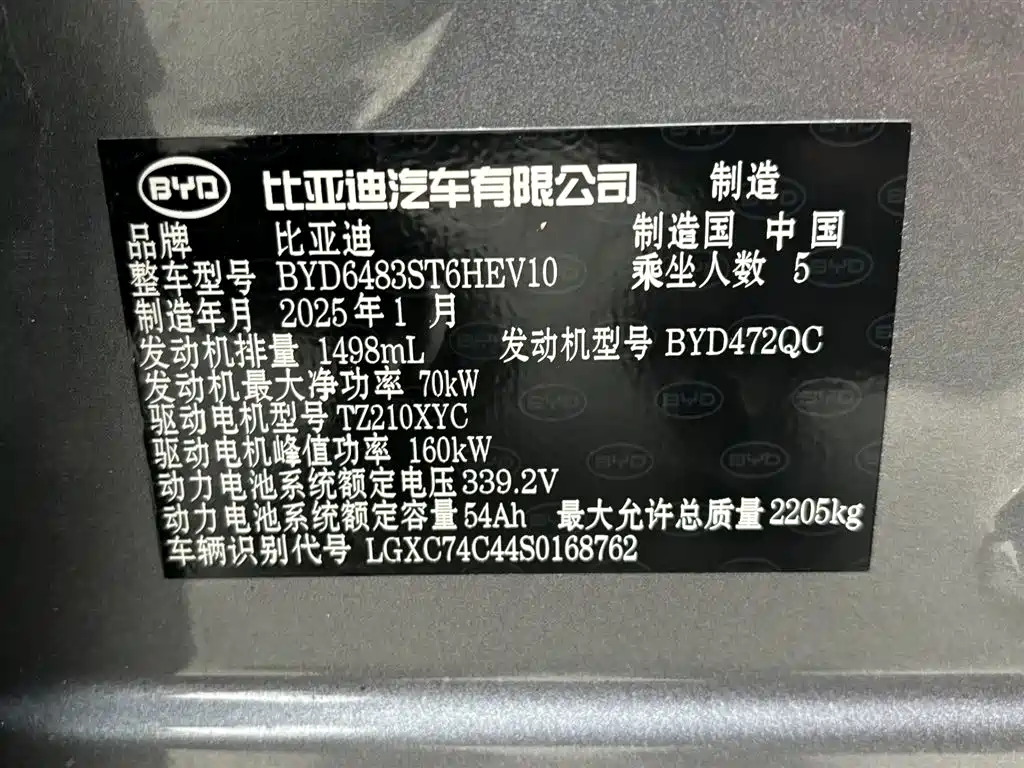 BYD 比亚迪汽车有限公司 制造
品牌 比亚迪 制造国 中国
整车型号 BYD6483ST6HEV10 乘坐人数 5
制造年月 2025年1月
发动机排量 1498mL 发动机型号 BYD472QC
发动机最大净功率 70kW
驱动电机型号 TZ210XYC
驱动电机峰值功率 160kW
动力电池系统额定电压 339.2V
动力电池系统额定容量 54Ah 最大允许总质量 2205kg
车辆识别代号 LGXC74C44S0168762